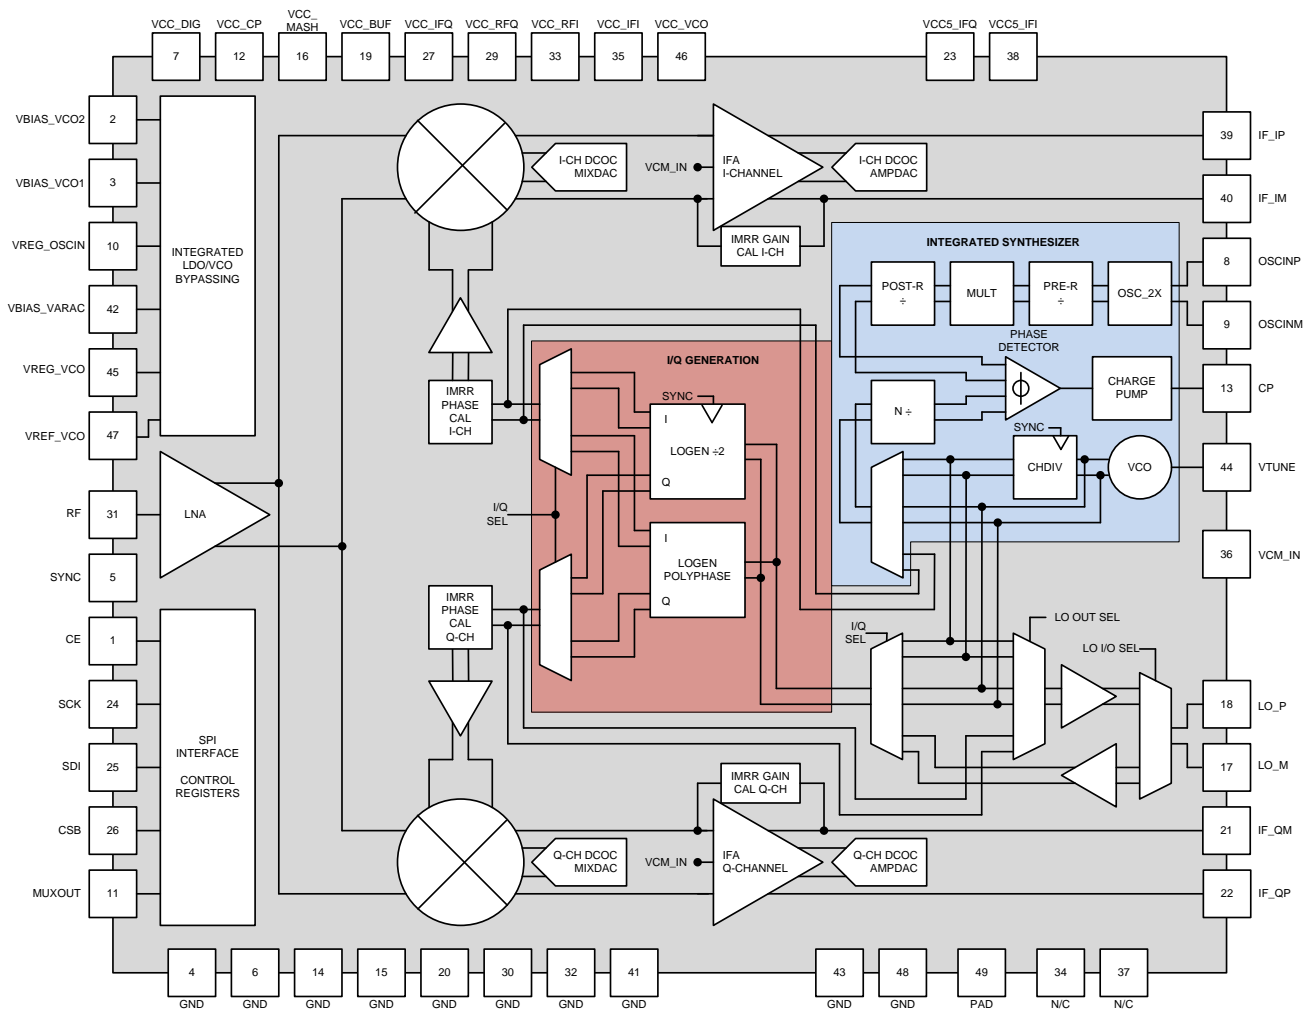 VCC_DIG
VCC_CP
VCC_
MASH
VCC_BUF
VCC_IFQ
VCC_RFQ
VCC_RFI
VCC_IFI
VCC_VCO
VCC5_IFQ
VCC5_IFI
7
12
16
19
27
29
33
35
46
23
38
VBIAS_VCO2
2
VBIAS_VCO1
3
VREG_OSCIN
10
VBIAS_VARAC
42
VREG_VCO
45
VREF_VCO
47
RF
31
SYNC
5
CE
1
SCK
24
SDI
25
CSB
26
MUXOUT
11
INTEGRATED
LDO/VCO
BYPASSING
LNA
SPI
INTERFACE
CONTROL
REGISTERS
I-CH DCOC
MIXDAC
VCM_IN
IFA
I-CHANNEL
I-CH DCOC
AMPDAC
IMRR GAIN
CAL I-CH
IMRR
PHASE
CAL
I-CH
I/Q GENERATION
SYNC
I
LOGEN ÷2
Q
I/Q
SEL
I
LOGEN
POLYPHASE
Q
IMRR
PHASE
CAL
Q-CH
INTEGRATED SYNTHESIZER
POST-R
÷
MULT
PRE-R
÷
OSC_2X
PHASE
DETECTOR
N ÷
CHARGE
PUMP
SYNC
CHDIV
VCO
I/Q
SEL
LO OUT SEL
LO I/O SEL
IMRR GAIN
CAL Q-CH
Q-CH DCOC
MIXDAC
VCM_IN
IFA
Q-CHANNEL
Q-CH DCOC
AMPDAC
39
IF_IP
40
IF_IM
8
OSCINP
9
OSCINM
13
CP
44
VTUNE
36
VCM_IN
18
LO_P
17
LO_M
21
IF_QM
22
IF_QP
4
6
14
15
20
30
32
41
43
48
49
34
37
GND
GND
GND
GND
GND
GND
GND
GND
GND
GND
PAD
N/C
N/C